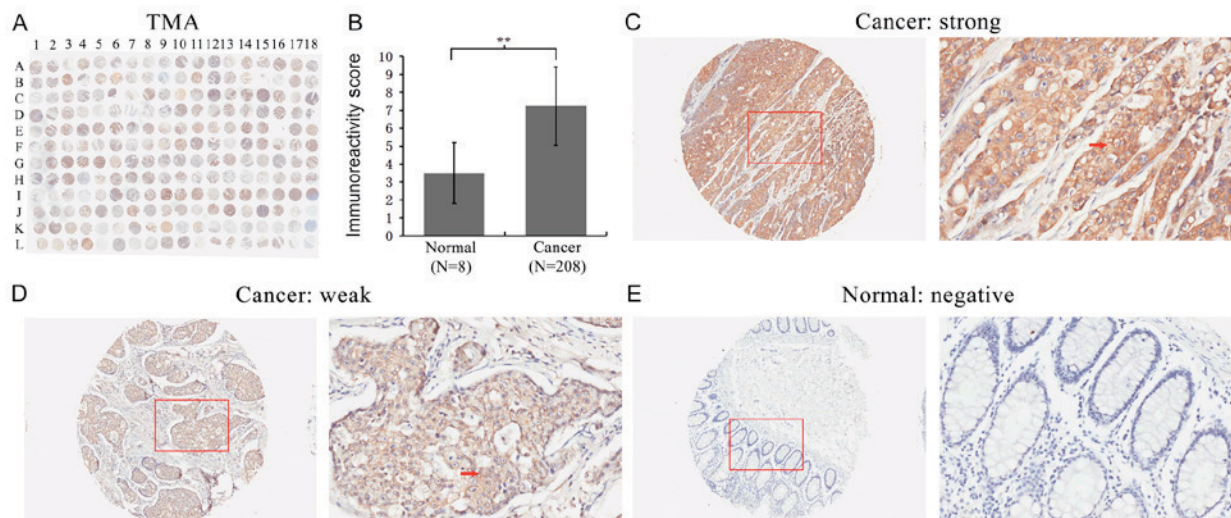 A
TMA
1 2 3 4 5 6 7 8 9 10 11 12 13 14 15 16 17 18
A
B
C
D
E
F
G
H
I
J
K
L
B
**
Immunoreactivity score
10
9
8
7
6
5
4
3
2
1
0
Normal
(N=8)
Cancer
(N=208)
C
Cancer: strong
D
Cancer: weak
E
Normal: negative